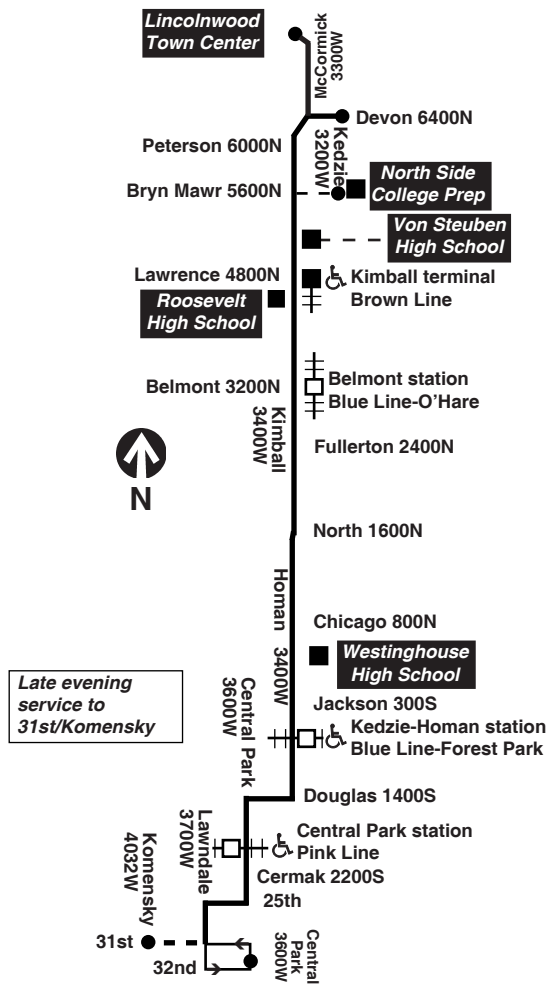 Lincolnwood
Town Center
McCormick
3300W
Devon 6400N
Peterson 6000N
Kedzie
3200W
North Side
College Prep
Bryn Mawr 5600N
Von Steuben
High School
Lawrence 4800N
Kimball terminal
Brown Line
Roosevelt
High School
Belmont 3200N
Belmont station
Blue Line-O'Hare
Kimball
3400W
Fullerton 2400N
N
North 1600N
Homan 3400W
Chicago 800N
Westinghouse
High School
Late evening
service to
31st/Komensky
Central Park
3600W
Jackson 300S
Kedzie-Homan station
Blue Line-Forest Park
Douglas 1400S
Lawndale
3700W
Central Park station
Pink Line
Komensky
4032W
Cermak 2200S
25th
31st
32nd
Central
Park
3600W